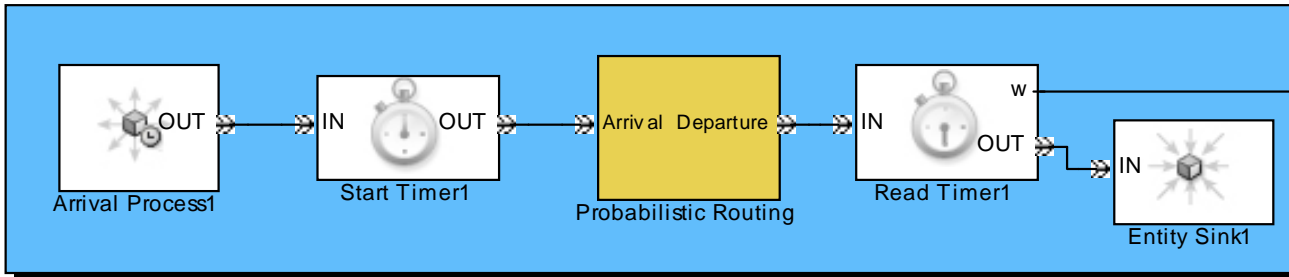 OUT
Arrival Process1
IN OUT
Start Timer1
Arrival Departure
Probabilistic Routing
IN w
OUT
Read Timer1
IN
Entity Sink1